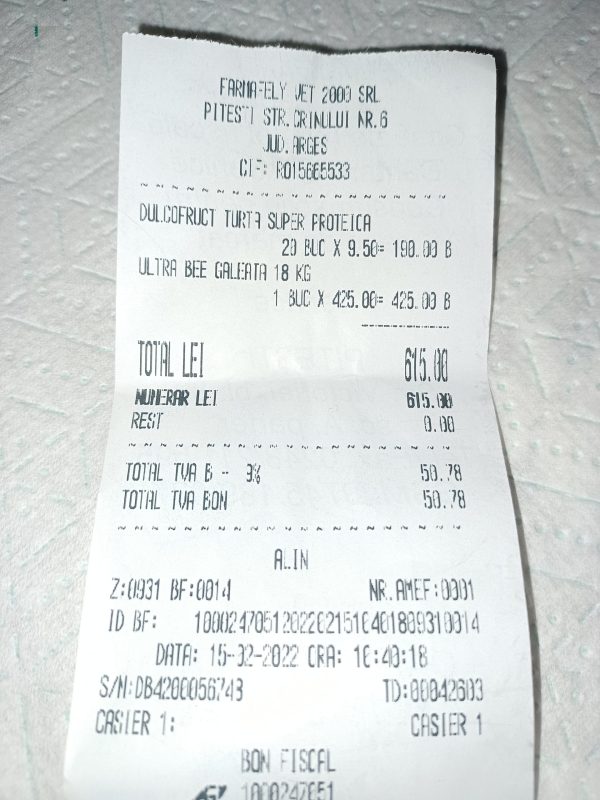 FARMAFELY VET 2000 SRL
PITESTI STR.CRINULUI NR.6
JUD.ARGES
CIF: RO15665533
DULCOFRUCT TURTA SUPER PROTEICA
20 BUC X 9.50= 190.00 B
ULTRA BEE GALEATA 18 KG
1 BUC X 425.00= 425.00 B
TOTAL LEI 615.00
NUMERAR LEI 615.00
REST 0.00
TOTAL TVA B -- 9% 50.78
TOTAL TVA BON 50.78
ALIN
Z:0931 BF:0014 NR.AMEF:0001
ID BF:
DATA: 15-02-2022 ORA: 16:40:18
S/N:DB4200056743 TD:00042603
CASIER 1: CASIER 1
BON FISCAL